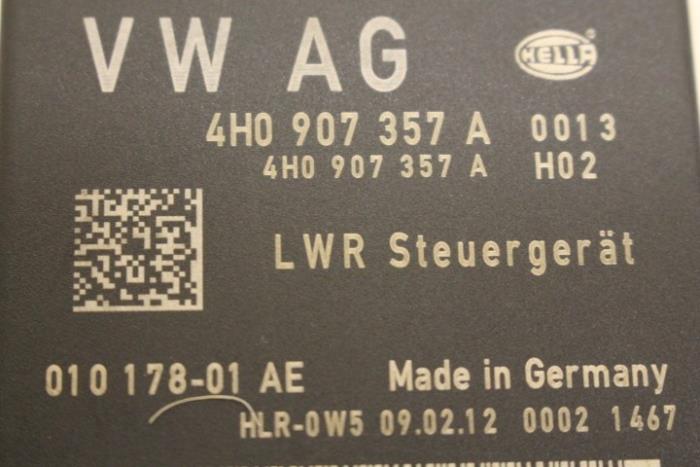 VW AG HELLA
4H0 907 357 A 0013
4H0 907 357 A H02
LWR Steuergerät
010 178-01 AE Made in Germany
HLR-0W5 09.02.12 0002 1467